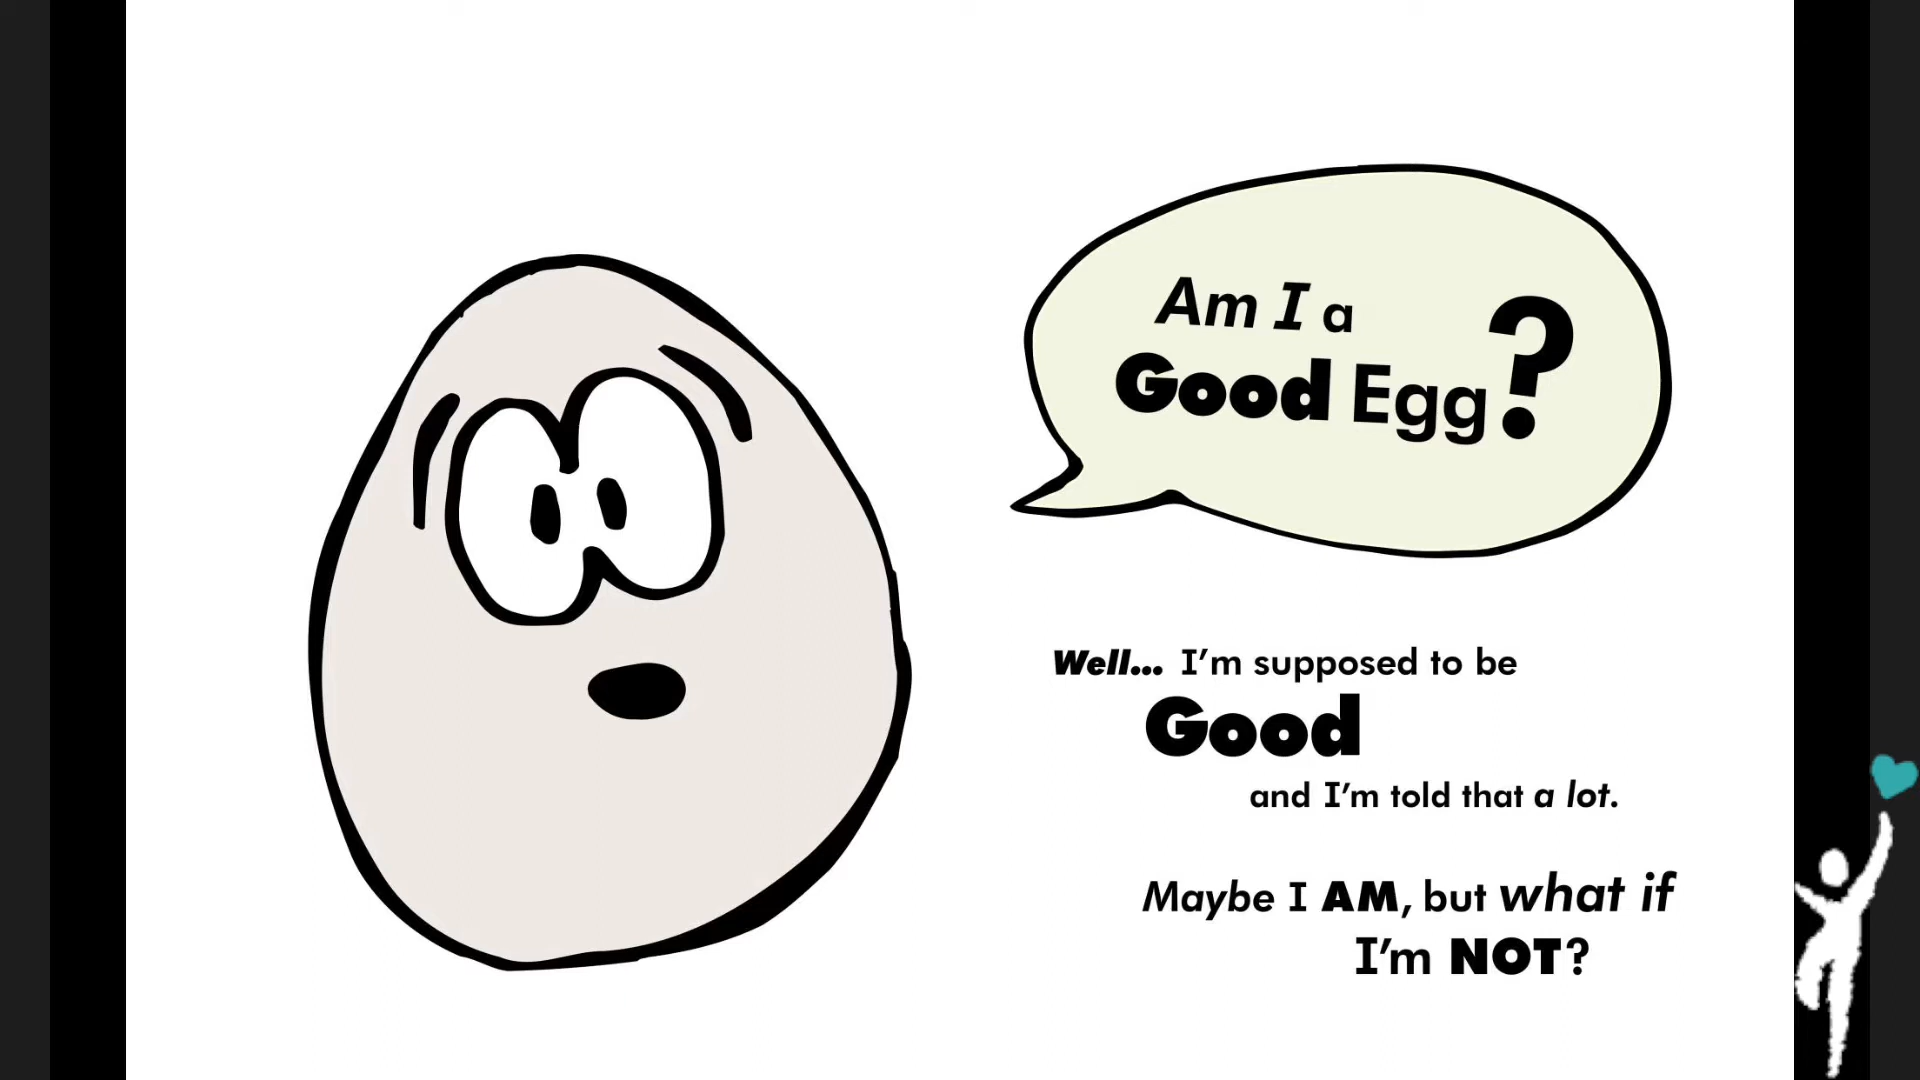 Am I a
Good Egg?
Well... I'm supposed to be
Good
and I'm told that a lot.
Maybe I AM, but what if
I'm NOT?